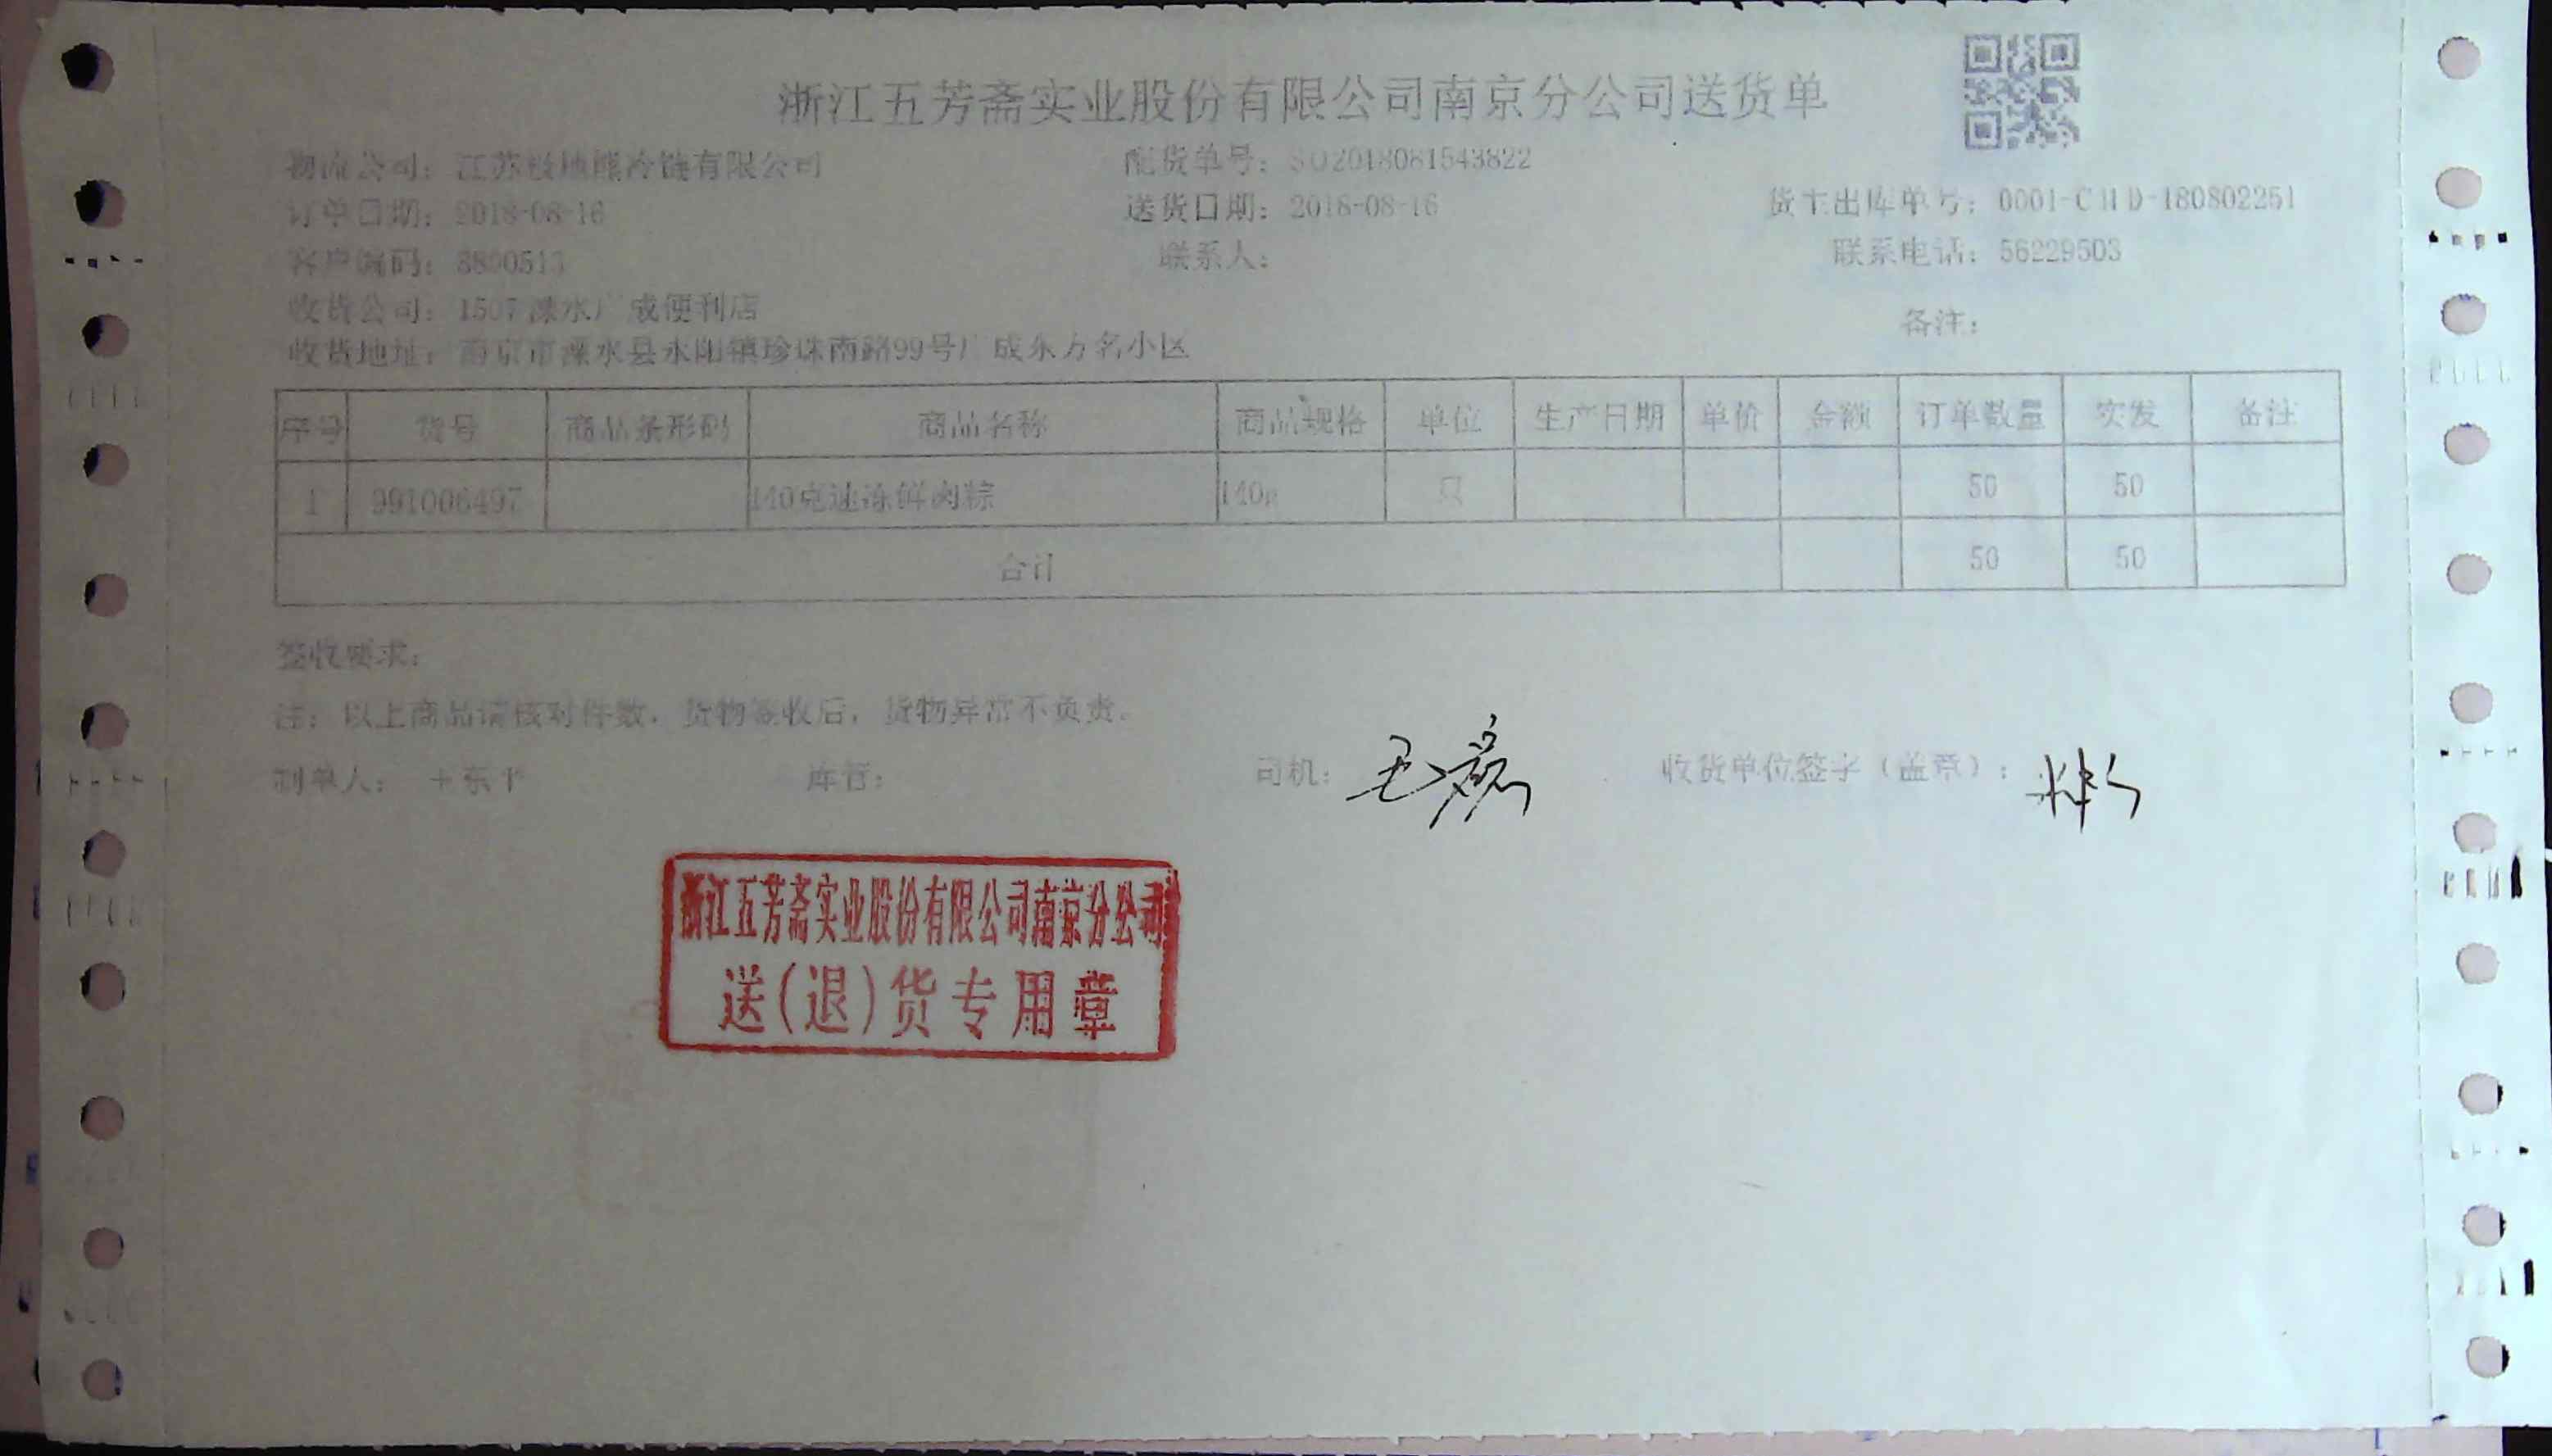 浙江五芳斋实业股份有限公司南京分公司送货单
物流公司：江苏极地熊冷链有限公司 配货单号：SO2018081543822
订单日期：2018-08-16 送货日期：2018-08-16 货主出库单号：0001-CHD-180802251
客户编码： 联系人： 联系电话：56229503
收货公司：1507溧水广成便利店 备注：
收货地址：南京市溧水县永阳镇珍珠南路99号广成东方名小区
序号 货号 商品条形码 商品名称 商品规格 单位 生产日期 单价 金额 订单数量 实发 备注
1 991006497 140克速冻鲜肉粽 140g 只 50 50
合计 50 50
签收要求：
注：以上商品请核对件数，货物签收后，货物异常不负责。
制单人： 库管： 司机： 收货单位签字（盖章）：
浙江五芳斋实业股份有限公司南京分公司
送(退)货专用章